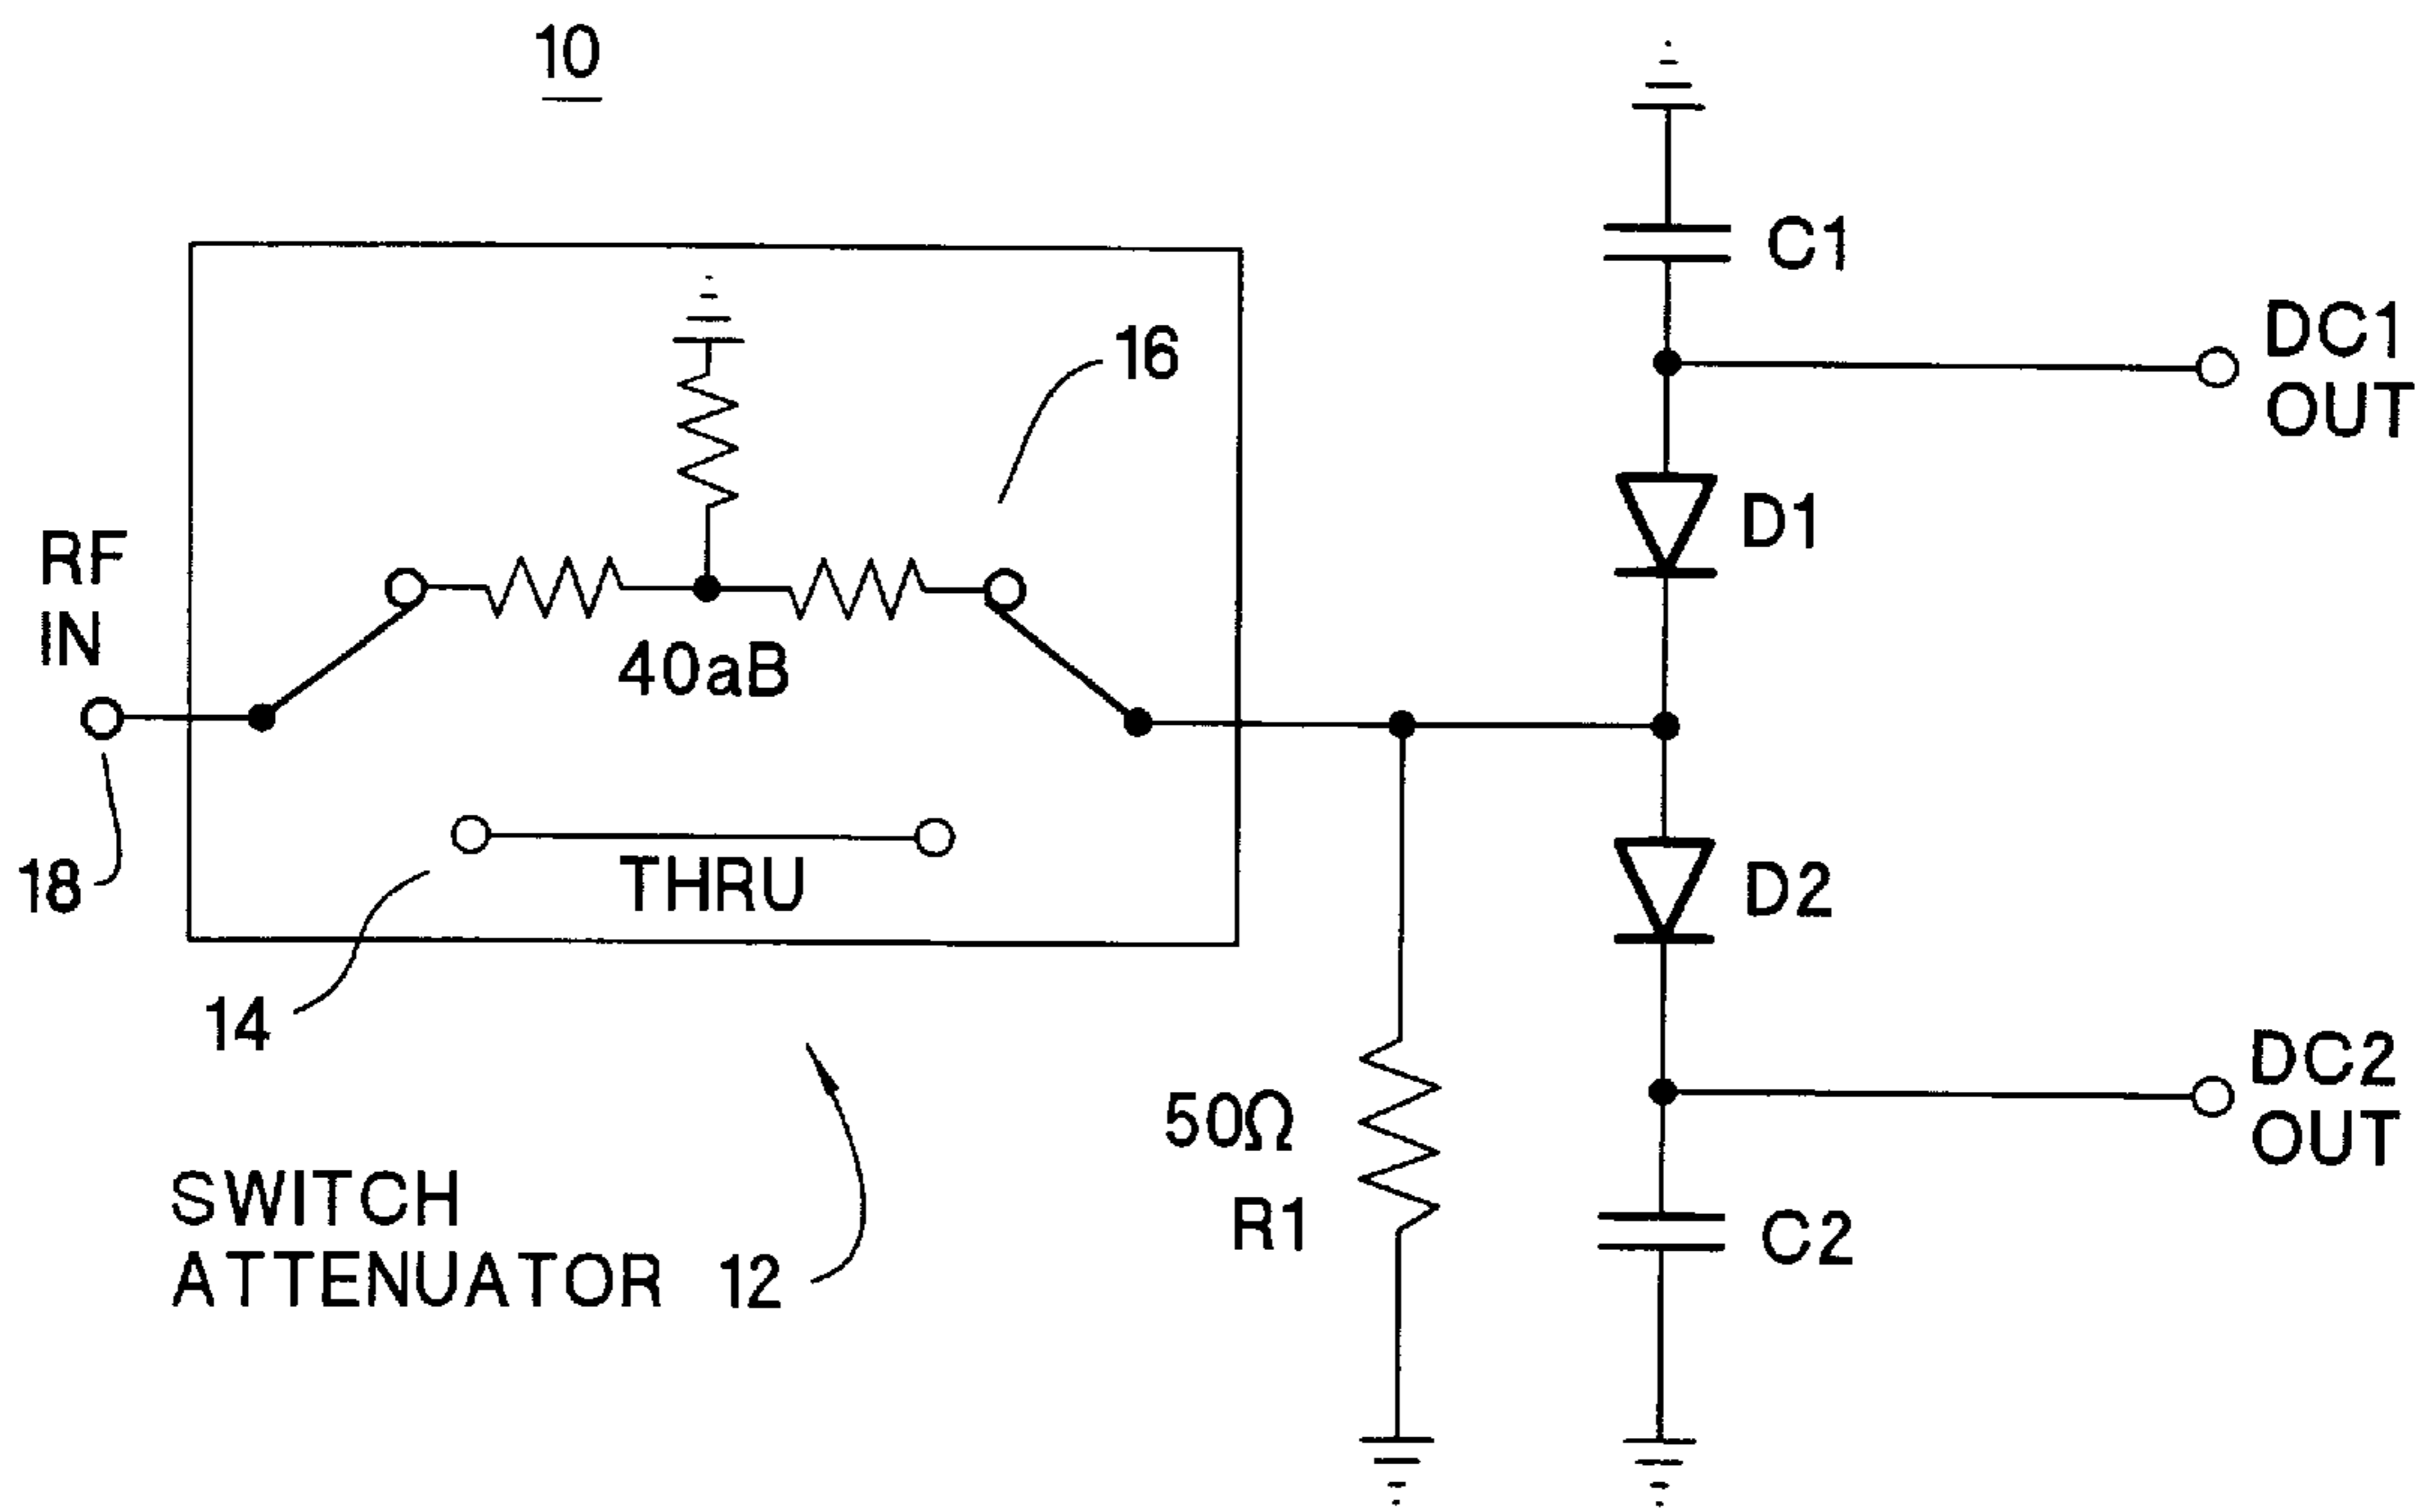 10
C1
DC1
OUT
16
D1
RF
IN
40aB
18
THRU
D2
14
DC2
OUT
50Ω
R1
C2
SWITCH
ATTENUATOR 12